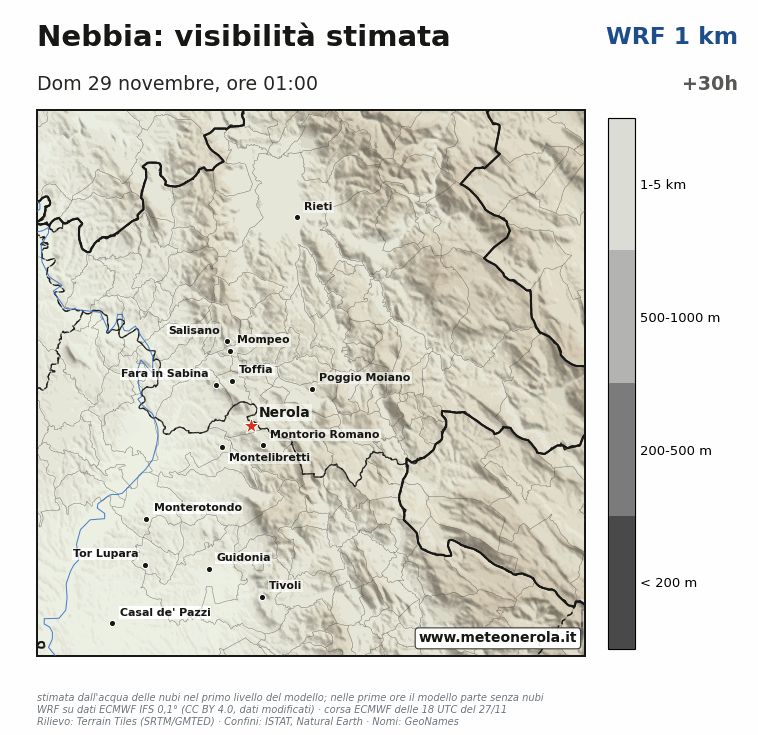 Nebbia: visibilità stimata
WRF 1 km
Dom 29 novembre, ore 01:00
+30h
1-5 km
500-1000 m
200-500 m
< 200 m
Rieti
Salisano
Mompeo
Fara in Sabina
Toffia
Poggio Moiano
Nerola
Montorio Romano
Montelibretti
Monterotondo
Tor Lupara
Guidonia
Tivoli
Casal de' Pazzi
www.meteonerola.it
stimata dall'acqua delle nubi nel primo livello del modello; nelle prime ore il modello parte senza nubi
WRF su dati ECMWF IFS 0,1° (CC BY 4.0, dati modificati) · corsa ECMWF delle 18 UTC del 27/11
Rilievo: Terrain Tiles (SRTM/GMTED) · Confini: ISTAT, Natural Earth · Nomi: GeoNames